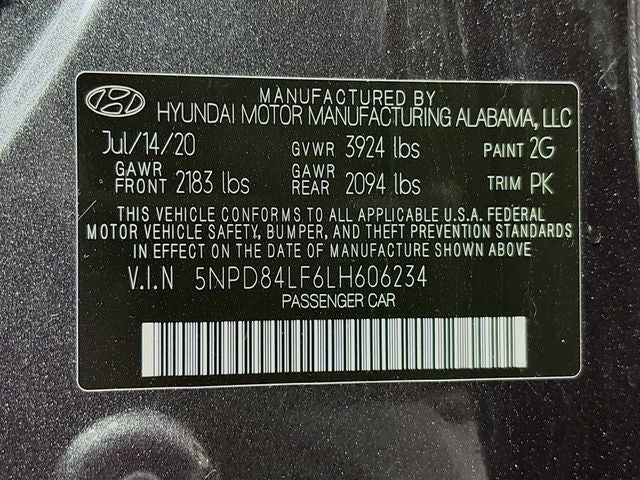 MANUFACTURED BY
HYUNDAI MOTOR MANUFACTURING ALABAMA, LLC
Jul/14/20 GVWR 3924 lbs PAINT 2G
GAWR FRONT 2183 lbs GAWR REAR 2094 lbs TRIM PK
THIS VEHICLE CONFORMS TO ALL APPLICABLE U.S.A. FEDERAL
MOTOR VEHICLE SAFETY, BUMPER, AND THEFT PREVENTION STANDARDS
IN EFFECT ON THE DATE OF MANUFACTURE SHOWN ABOVE.
V.I.N 5NPD84LF6LH606234
PASSENGER CAR